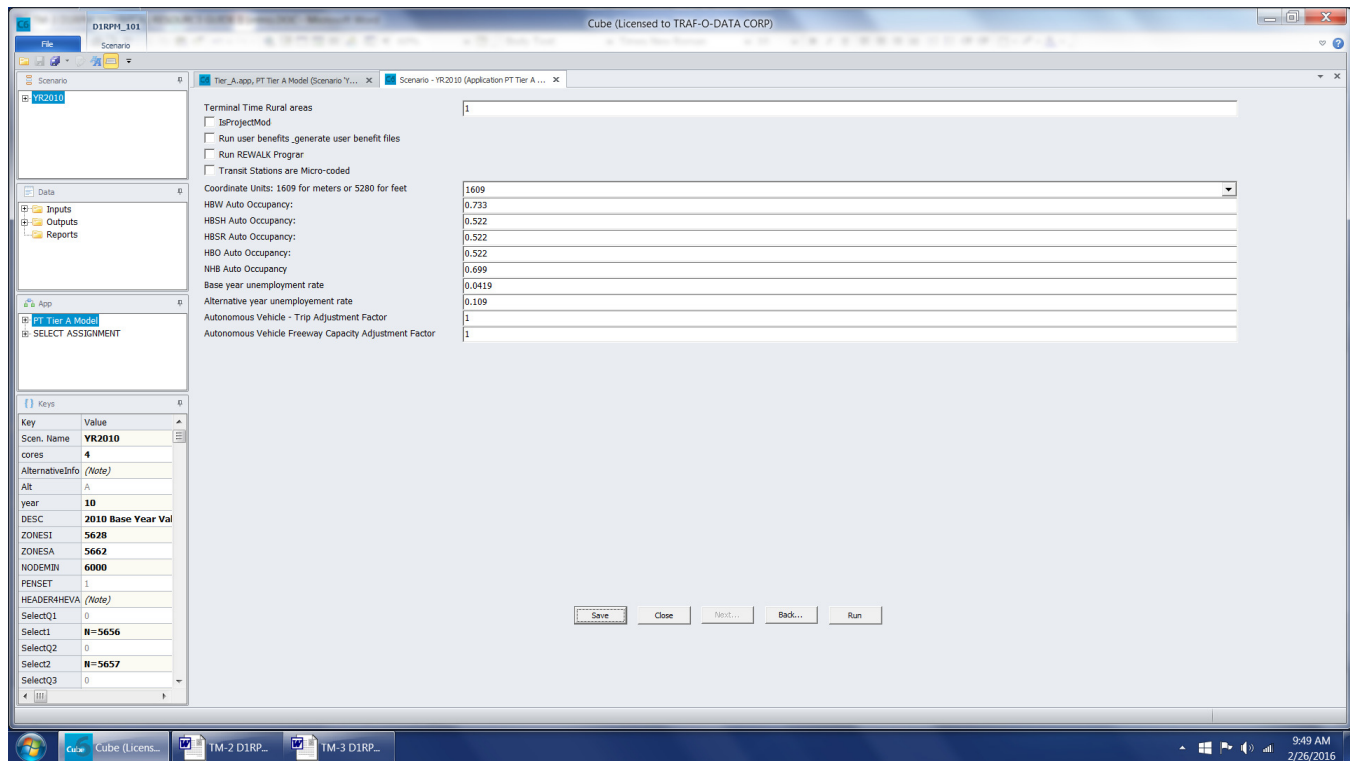 D1RPM_101
Cube (Licensed to TRAF-O-DATA CORP)
File
Scenario
Scenario
Tier_A.app, PT Tier A Model (Scenario 'Y...
Scenario - YR2010 (Application PT Tier A ...
YR2010
Terminal Time Rural areas 1
IsProjectMod
Run user benefits _generate user benefit files
Run REWALK Prograr
Transit Stations are Micro-coded
Data
Coordinate Units: 1609 for meters or 5280 for feet 1609
Inputs
HBW Auto Occupancy: 0.733
Outputs
HBSH Auto Occupancy: 0.522
Reports
HBSR Auto Occupancy: 0.522
HBO Auto Occupancy: 0.522
NHB Auto Occupancy 0.699
Base year unemployment rate 0.0419
App
Alternative year unemployement rate 0.109
PT Tier A Model
Autonomous Vehicle - Trip Adjustment Factor 1
SELECT ASSIGNMENT
Autonomous Vehicle Freeway Capacity Adjustment Factor 1
{ } Keys
Key Value
Scen. Name YR2010
cores 4
AlternativeInfo (Note)
Alt A
year 10
DESC 2010 Base Year Val
ZONESI 5628
ZONESA 5662
NODEMIN 6000
PENSET 1
HEADER4HEVA (Note)
SelectQ1 0
Select1 N=5656
SelectQ2 0
Select2 N=5657
SelectQ3 0
Save Close Next... Back... Run
Cube Cube (Licens...
TM-2 D1RP...
TM-3 D1RP...
9:49 AM
2/26/2016